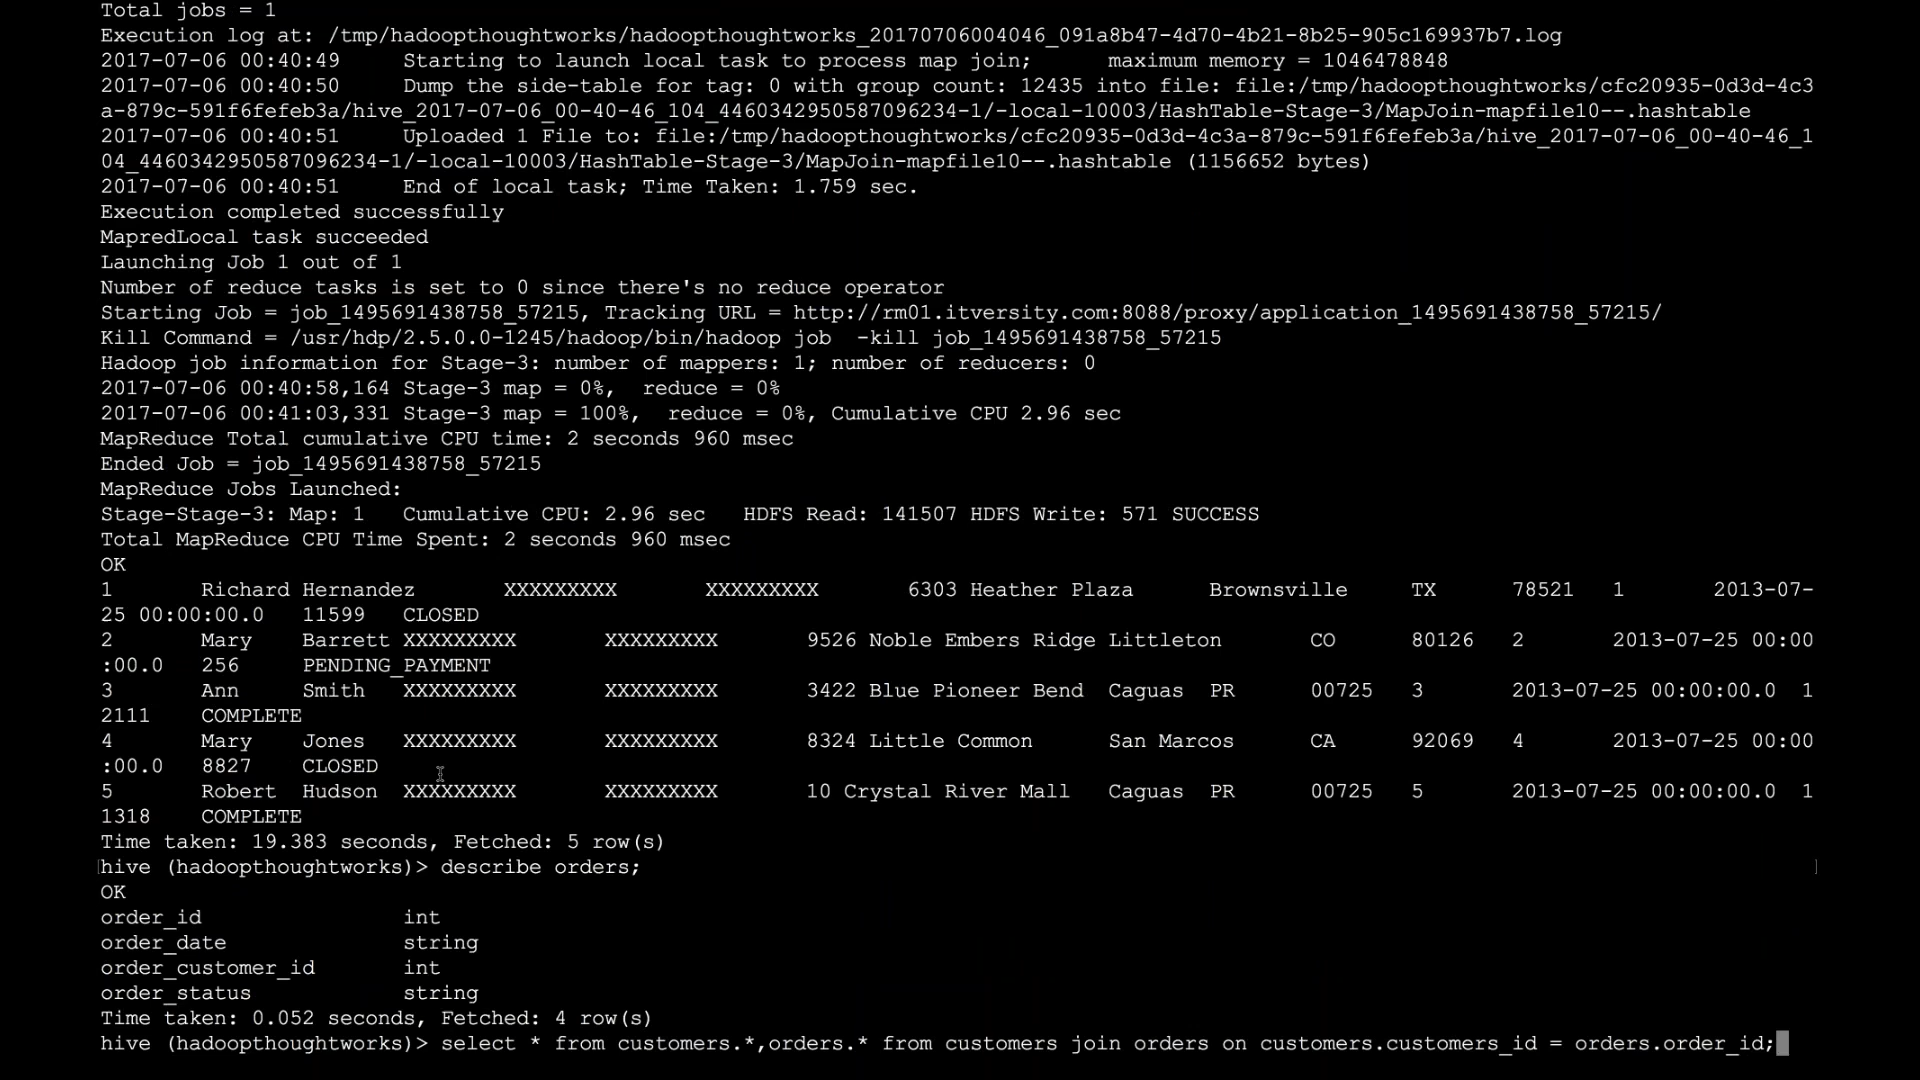 Total jobs = 1
Execution log at: /tmp/hadoopthoughtworks/hadoopthoughtworks_20170706004046_091a8b47-4d70-4b21-8b25-905c169937b7.log
2017-07-06 00:40:49     Starting to launch local task to process map join;      maximum memory = 1046478848
2017-07-06 00:40:50     Dump the side-table for tag: 0 with group count: 12435 into file: file:/tmp/hadoopthoughtworks/cfc20935-0d3d-4c3
a-879c-591f6fefeb3a/hive_2017-07-06_00-40-46_104_4460342950587096234-1/-local-10003/HashTable-Stage-3/MapJoin-mapfile10--.hashtable
2017-07-06 00:40:51     Uploaded 1 File to: file:/tmp/hadoopthoughtworks/cfc20935-0d3d-4c3a-879c-591f6fefeb3a/hive_2017-07-06_00-40-46_1
04_4460342950587096234-1/-local-10003/HashTable-Stage-3/MapJoin-mapfile10--.hashtable (1156652 bytes)
2017-07-06 00:40:51     End of local task; Time Taken: 1.759 sec.
Execution completed successfully
MapredLocal task succeeded
Launching Job 1 out of 1
Number of reduce tasks is set to 0 since there's no reduce operator
Starting Job = job_1495691438758_57215, Tracking URL = http://rm01.itversity.com:8088/proxy/application_1495691438758_57215/
Kill Command = /usr/hdp/2.5.0.0-1245/hadoop/bin/hadoop job  -kill job_1495691438758_57215
Hadoop job information for Stage-3: number of mappers: 1; number of reducers: 0
2017-07-06 00:40:58,164 Stage-3 map = 0%,  reduce = 0%
2017-07-06 00:41:03,331 Stage-3 map = 100%,  reduce = 0%, Cumulative CPU 2.96 sec
MapReduce Total cumulative CPU time: 2 seconds 960 msec
Ended Job = job_1495691438758_57215
MapReduce Jobs Launched:
Stage-Stage-3: Map: 1   Cumulative CPU: 2.96 sec   HDFS Read: 141507 HDFS Write: 571 SUCCESS
Total MapReduce CPU Time Spent: 2 seconds 960 msec
OK
1       Richard Hernandez       XXXXXXXXX       XXXXXXXXX       6303 Heather Plaza      Brownsville     TX      78521   1       2013-07-
25 00:00:00.0   11599   CLOSED
2       Mary    Barrett XXXXXXXXX       XXXXXXXXX       9526 Noble Embers Ridge Littleton       CO      80126   2       2013-07-25 00:00
:00.0   256     PENDING_PAYMENT
3       Ann     Smith   XXXXXXXXX       XXXXXXXXX       3422 Blue Pioneer Bend  Caguas  PR      00725   3       2013-07-25 00:00:00.0  1
2111    COMPLETE
4       Mary    Jones   XXXXXXXXX       XXXXXXXXX       8324 Little Common      San Marcos      CA      92069   4       2013-07-25 00:00
:00.0   8827    CLOSED
5       Robert  Hudson  XXXXXXXXX       XXXXXXXXX       10 Crystal River Mall   Caguas  PR      00725   5       2013-07-25 00:00:00.0  1
1318    COMPLETE
Time taken: 19.383 seconds, Fetched: 5 row(s)
hive (hadoopthoughtworks)> describe orders;
OK
order_id                int
order_date              string
order_customer_id       int
order_status            string
Time taken: 0.052 seconds, Fetched: 4 row(s)
hive (hadoopthoughtworks)> select * from customers.*,orders.* from customers join orders on customers.customers_id = orders.order_id;